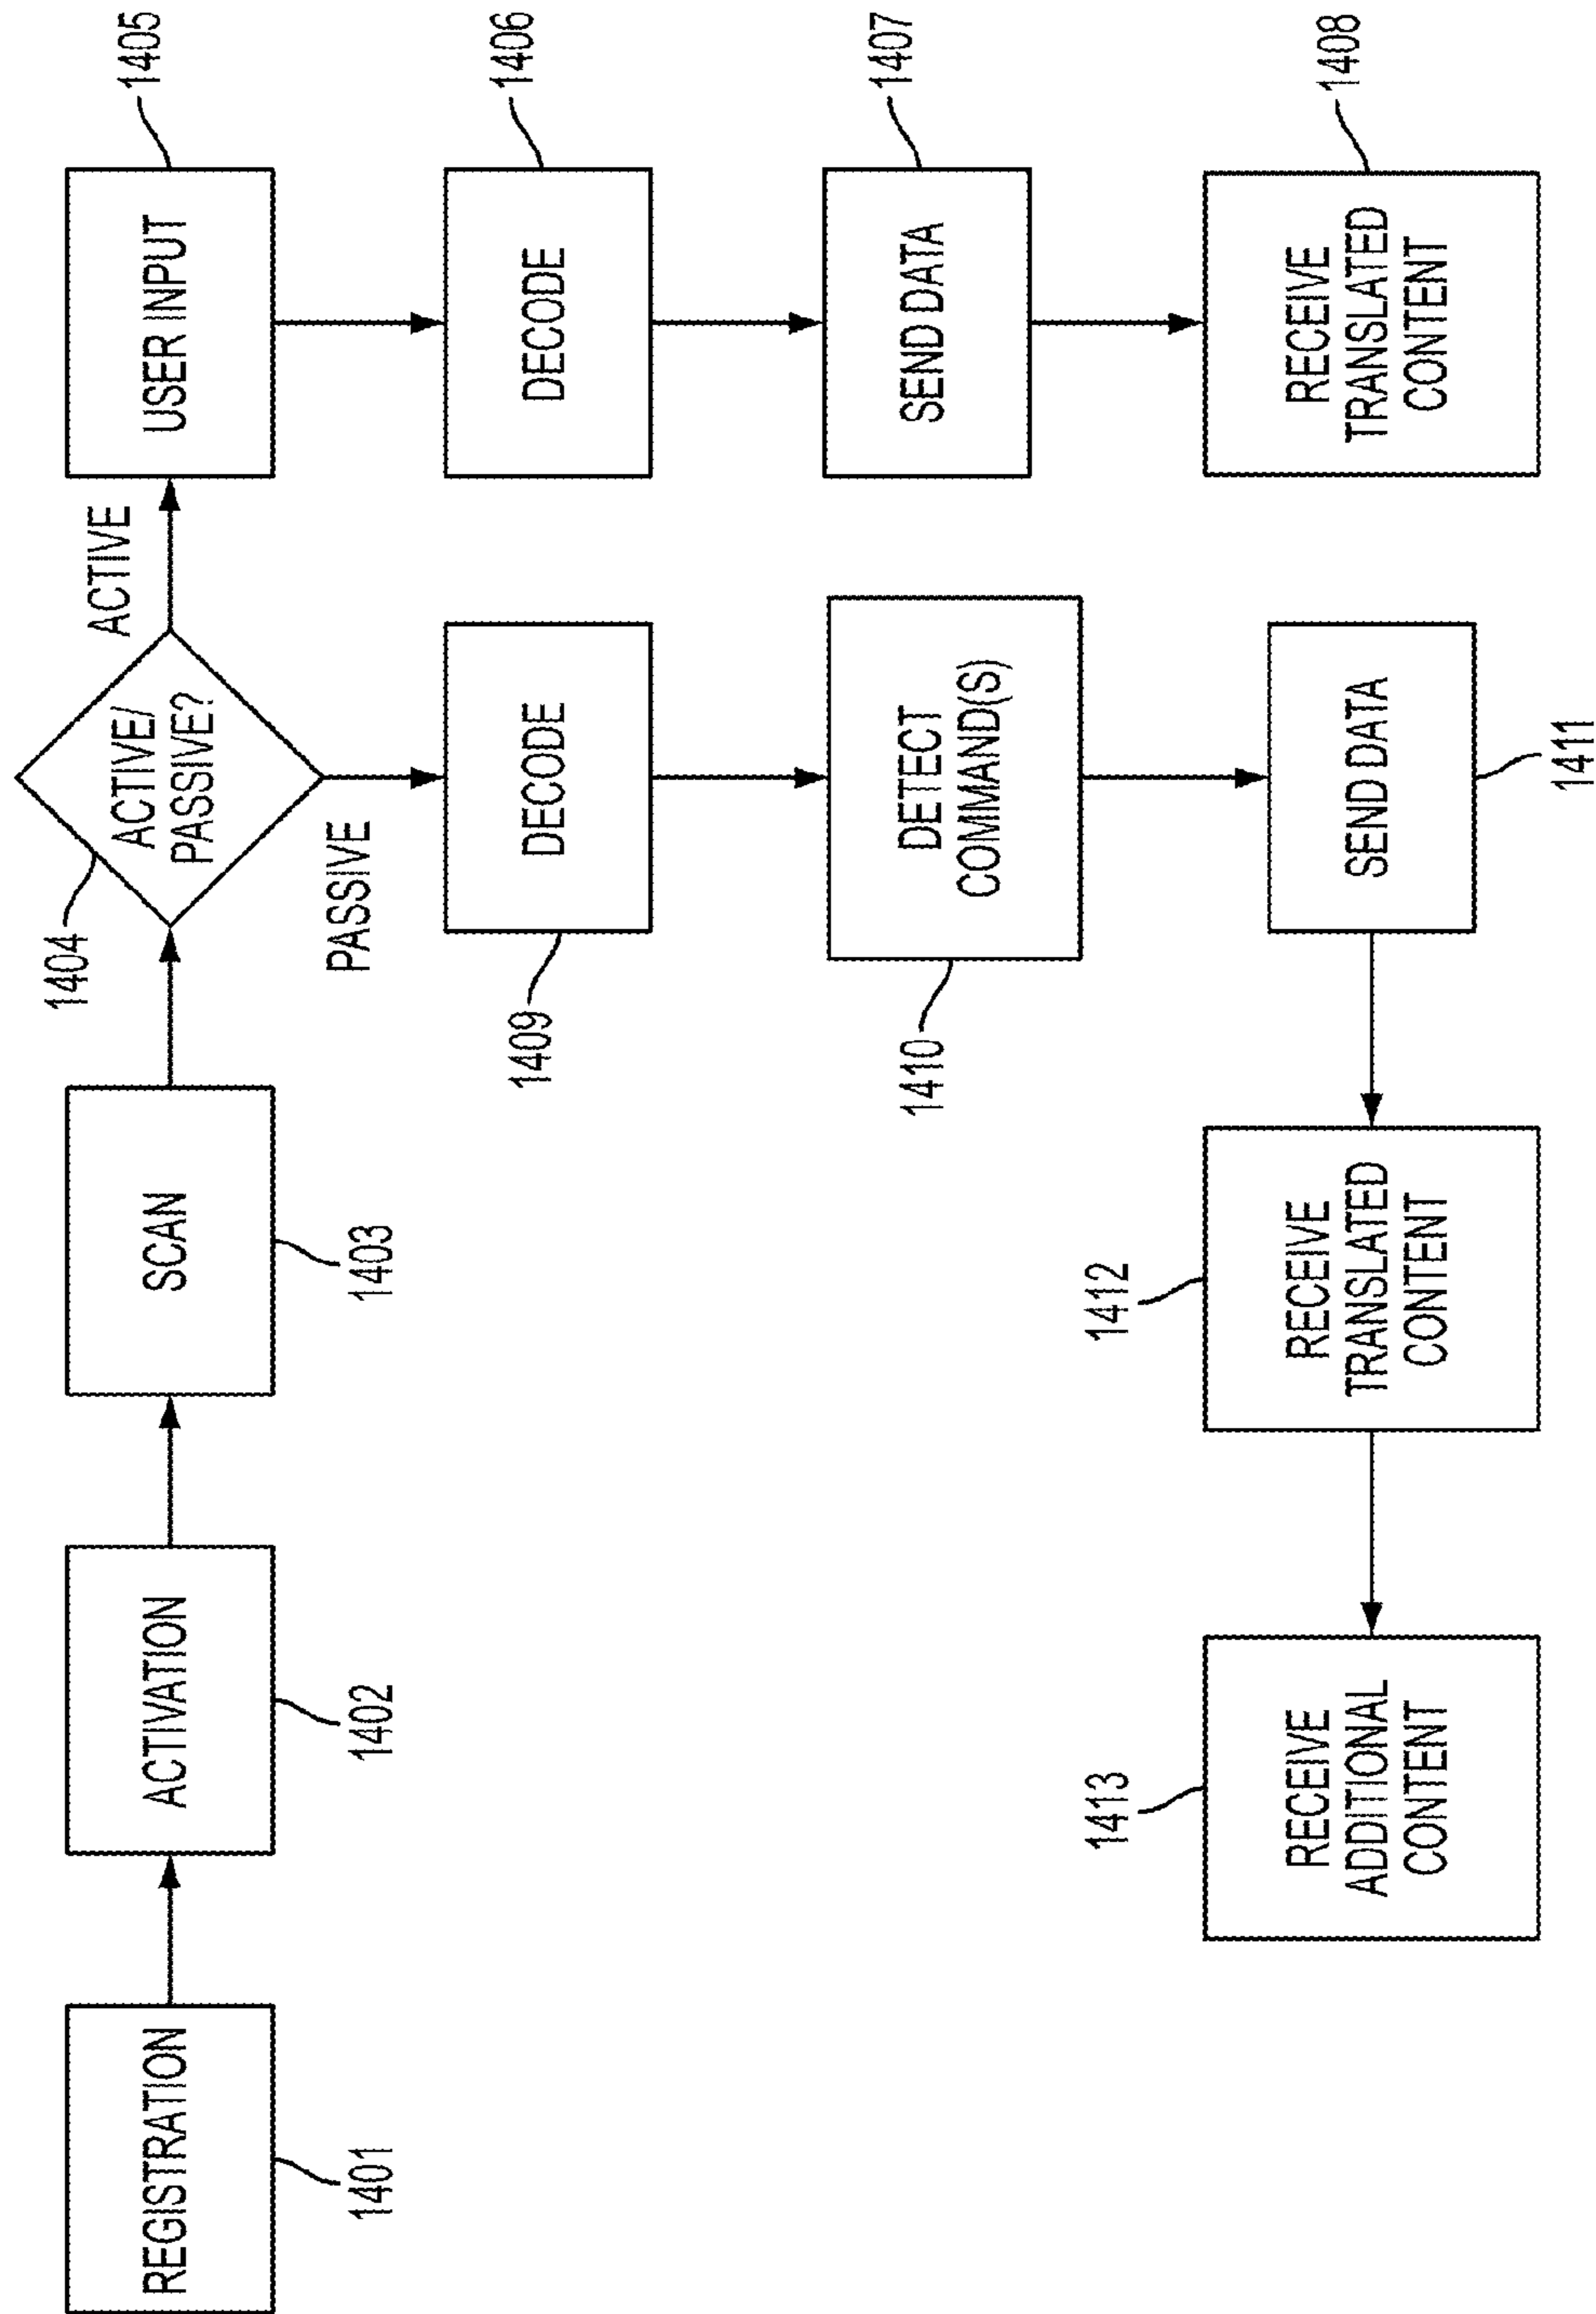 REGISTRATION
1401
ACTIVATION
1402
SCAN
1403
ACTIVE/
PASSIVE?
1404
ACTIVE
PASSIVE
USER INPUT
1405
DECODE
1406
SEND DATA
1407
RECEIVE
TRANSLATED
CONTENT
1408
DECODE
1409
DETECT
COMMAND(S)
1410
SEND DATA
1411
RECEIVE
TRANSLATED
CONTENT
1412
RECEIVE
ADDITIONAL
CONTENT
1413